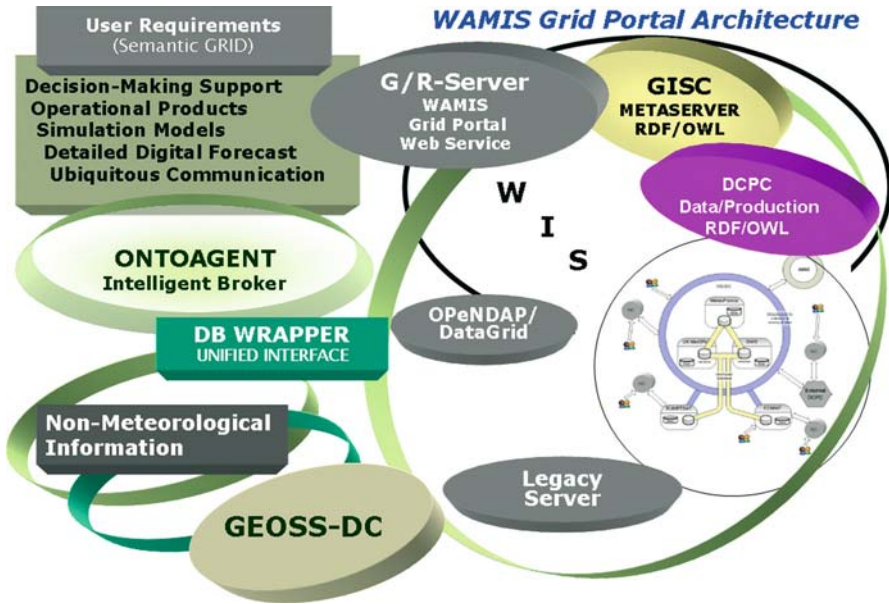 WAMIS Grid Portal Architecture
User Requirements
(Semantic GRID)
Decision-Making Support
Operational Products
Simulation Models
Detailed Digital Forecast
Ubiquitous Communication
G/R-Server
WAMIS
Grid Portal
Web Service
GISC
METASERVER
RDF/OWL
DCPC
Data/Production
RDF/OWL
W
I
S
ONTOAGENT
Intelligent Broker
OPeNDAP/
DataGrid
DB WRAPPER
UNIFIED INTERFACE
Non-Meteorological
Information
Legacy
Server
GEOSS-DC